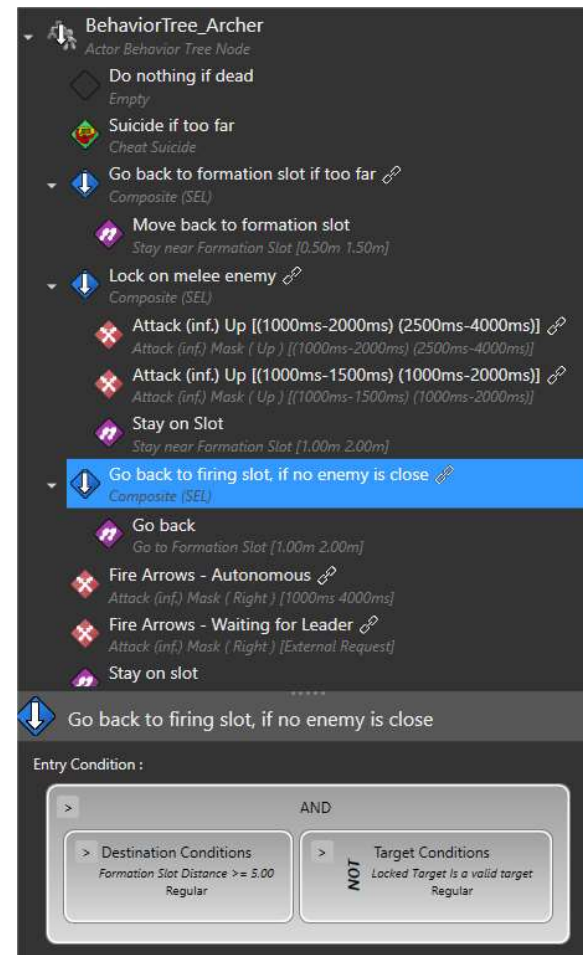 BehaviorTree_Archer
Actor Behavior Tree Node
Do nothing if dead
Empty
Suicide if too far
Cheat Suicide
Go back to formation slot if too far
Composite (SEL)
Move back to formation slot
Stay near Formation Slot [0.50m 1.50m]
Lock on melee enemy
Composite (SEL)
Attack (inf.) Up [(1000ms-2000ms) (2500ms-4000ms)]
Attack (inf.) Mask ( Up ) [(1000ms-2000ms) (2500ms-4000ms)]
Attack (inf.) Up [(1000ms-1500ms) (1000ms-2000ms)]
Attack (inf.) Mask ( Up ) [(1000ms-1500ms) (1000ms-2000ms)]
Stay on Slot
Stay near Formation Slot [1.00m 2.00m]
Go back to firing slot, if no enemy is close
Composite (SEL)
Go back
Go to Formation Slot [1.00m 2.00m]
Fire Arrows - Autonomous
Attack (inf.) Mask ( Right ) [1000ms 4000ms]
Fire Arrows - Waiting for Leader
Attack (inf.) Mask ( Right ) [External Request]
Stay on slot
Go back to firing slot, if no enemy is close
Entry Condition :
> AND
> Destination Conditions
Formation Slot Distance >= 5.00
Regular
> NOT Target Conditions
Locked Target Is a valid target
Regular